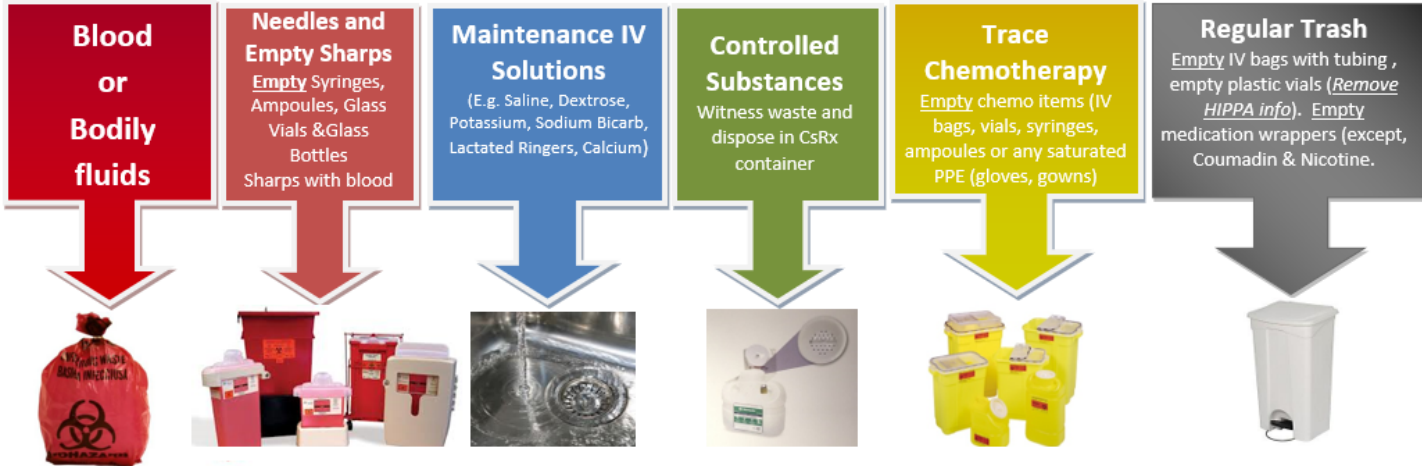 Blood
or
Bodily
fluids
Needles and
Empty Sharps
Empty Syringes,
Ampoules, Glass
Vials &Glass
Bottles
Sharps with blood
Maintenance IV
Solutions
(E.g. Saline, Dextrose,
Potassium, Sodium Bicarb,
Lactated Ringers, Calcium)
Controlled
Substances
Witness waste and
dispose in CsRx
container
Trace
Chemotherapy
Empty chemo items (IV
bags, vials, syringes,
ampoules or any saturated
PPE (gloves, gowns)
Regular Trash
Empty IV bags with tubing ,
empty plastic vials (Remove
HIPPA info).  Empty
medication wrappers (except,
Coumadin & Nicotine.